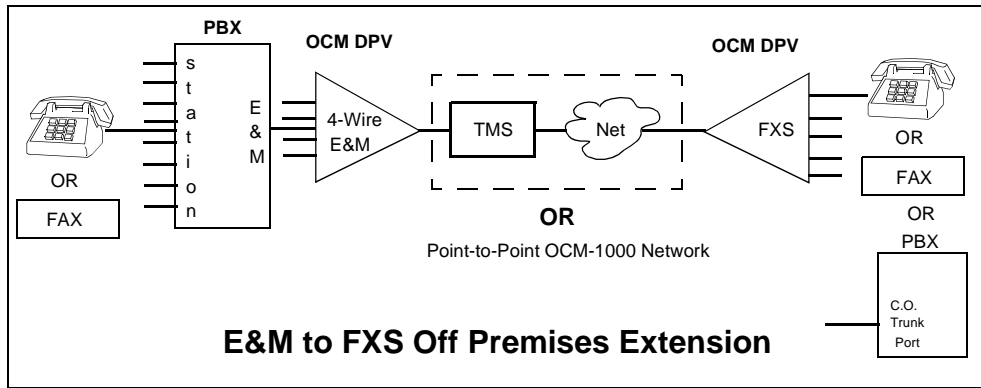 PBX
station
E
&
M
OR
FAX
OCM DPV
4-Wire
E&M
TMS
Net
OR
Point-to-Point OCM-1000 Network
OCM DPV
FXS
OR
FAX
OR
PBX
C.O.
Trunk
Port
E&M to FXS Off Premises Extension